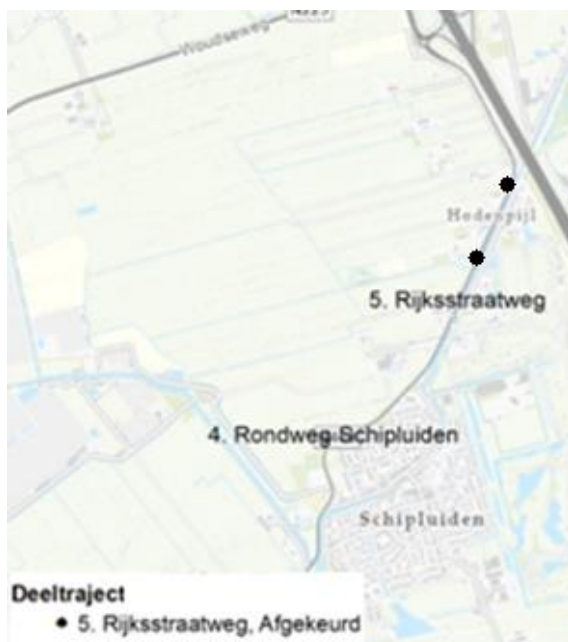 Woudseweg
Hodenpijl
5. Rijksstraatweg
4. Rondweg Schipluiden
Schipluiden
Deeltraject
5. Rijksstraatweg, Afgekeurd